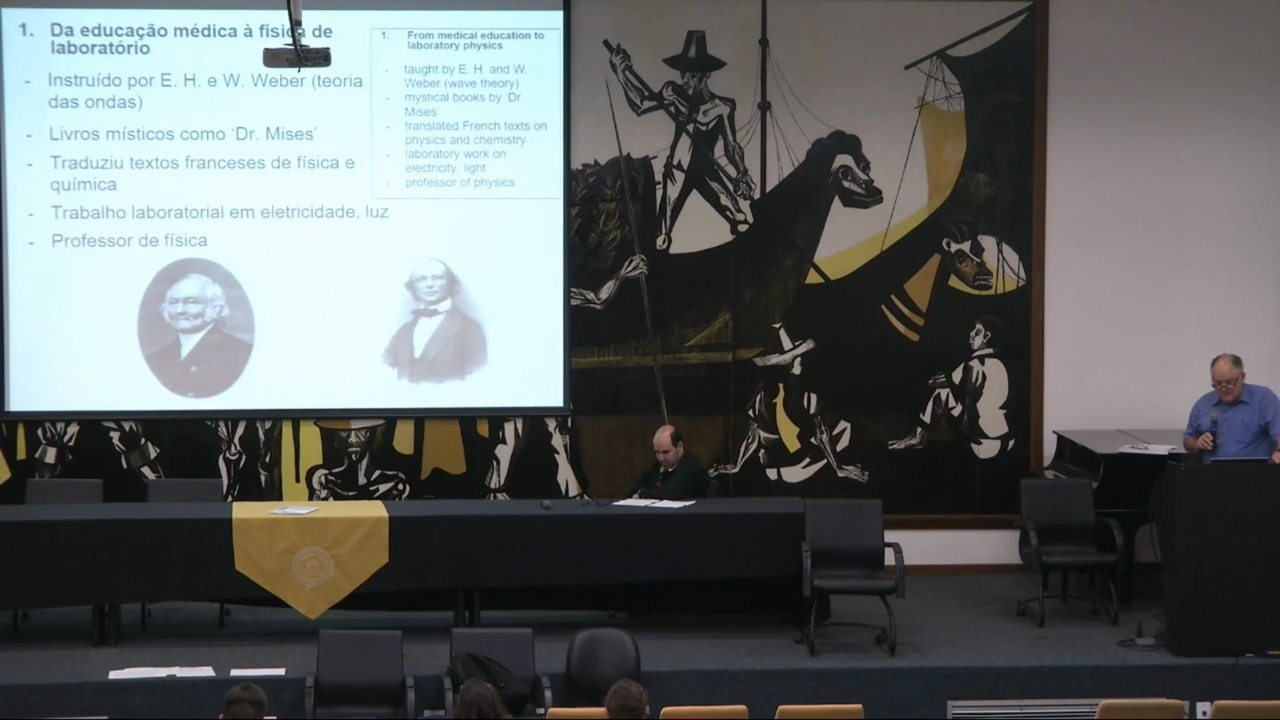 1. Da educação médica à física de
laboratório
- Instruído por E. H. e W. Weber (teoria
das ondas)
- Livros místicos como ‘Dr. Mises’
- Traduziu textos franceses de física e
química
- Trabalho laboratorial em eletricidade, luz
- Professor de física
1. From medical education to
laboratory physics
- taught by E. H. and W.
Weber (wave theory)
- mystical books by ‘Dr.
Mises’
- translated French texts on
physics and chemistry
- laboratory work on
electricity, light
- professor of physics